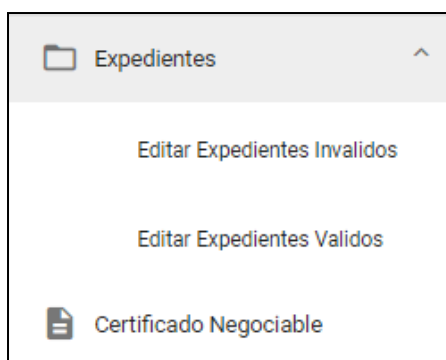 Expedientes
Editar Expedientes Invalidos
Editar Expedientes Validos
Certificado Negociable